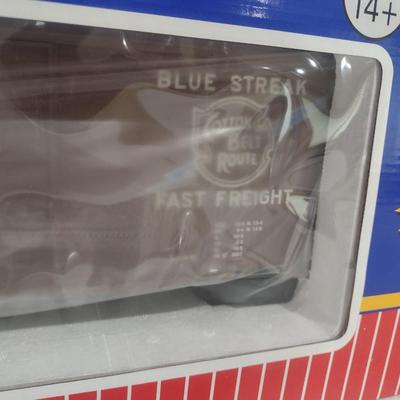 14+
BLUE STREAK
COTTON
BELT
ROUTE
FAST FREIGHT